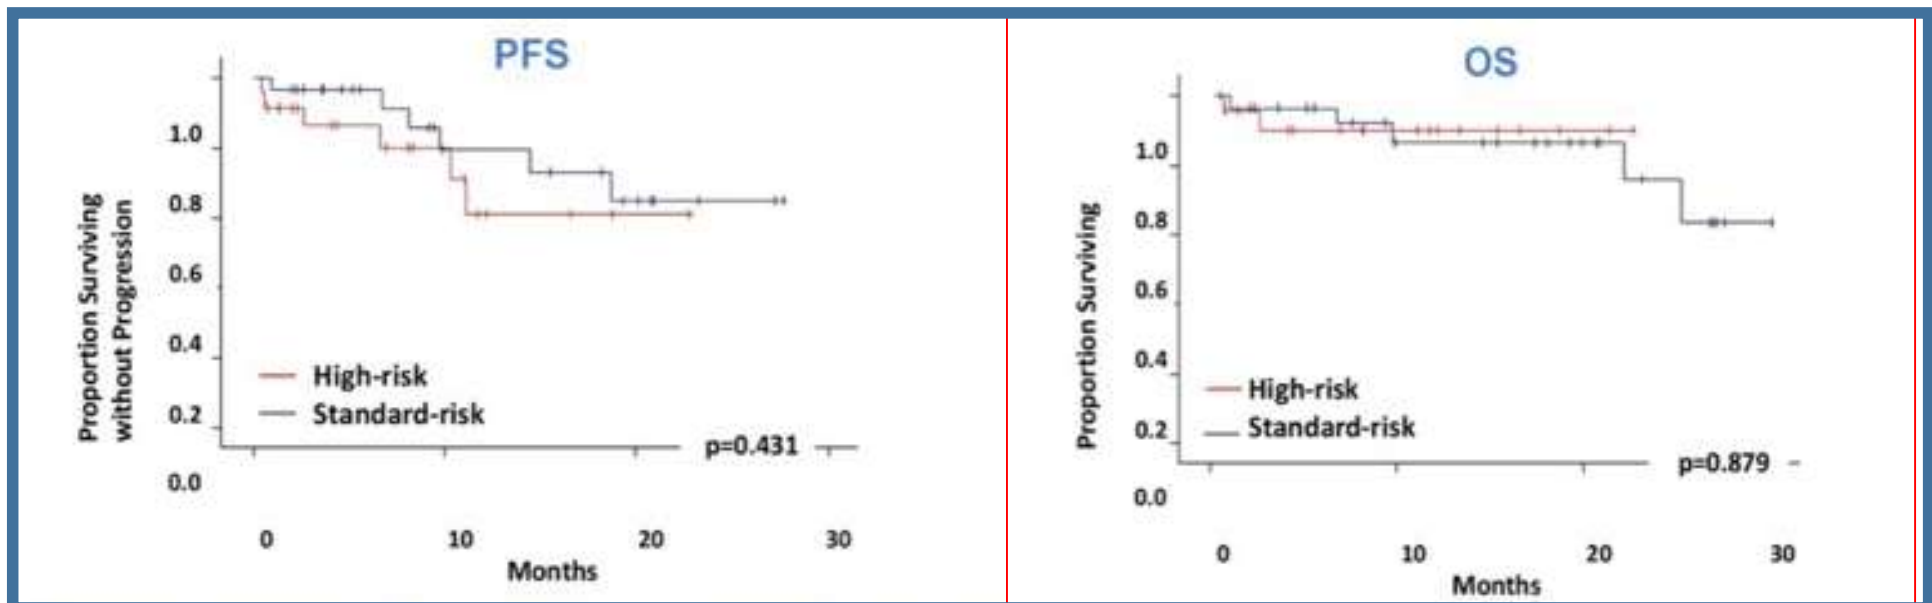 PFS
1.0
0.8
0.6
0.4
0.2
0.0
Proportion Surviving
without Progression
High-risk
Standard-risk
p=0.431
0 10 20 30
Months
OS
1.0
0.8
0.6
0.4
0.2
0.0
Proportion Surviving
High-risk
Standard-risk
p=0.879
0 10 20 30
Months